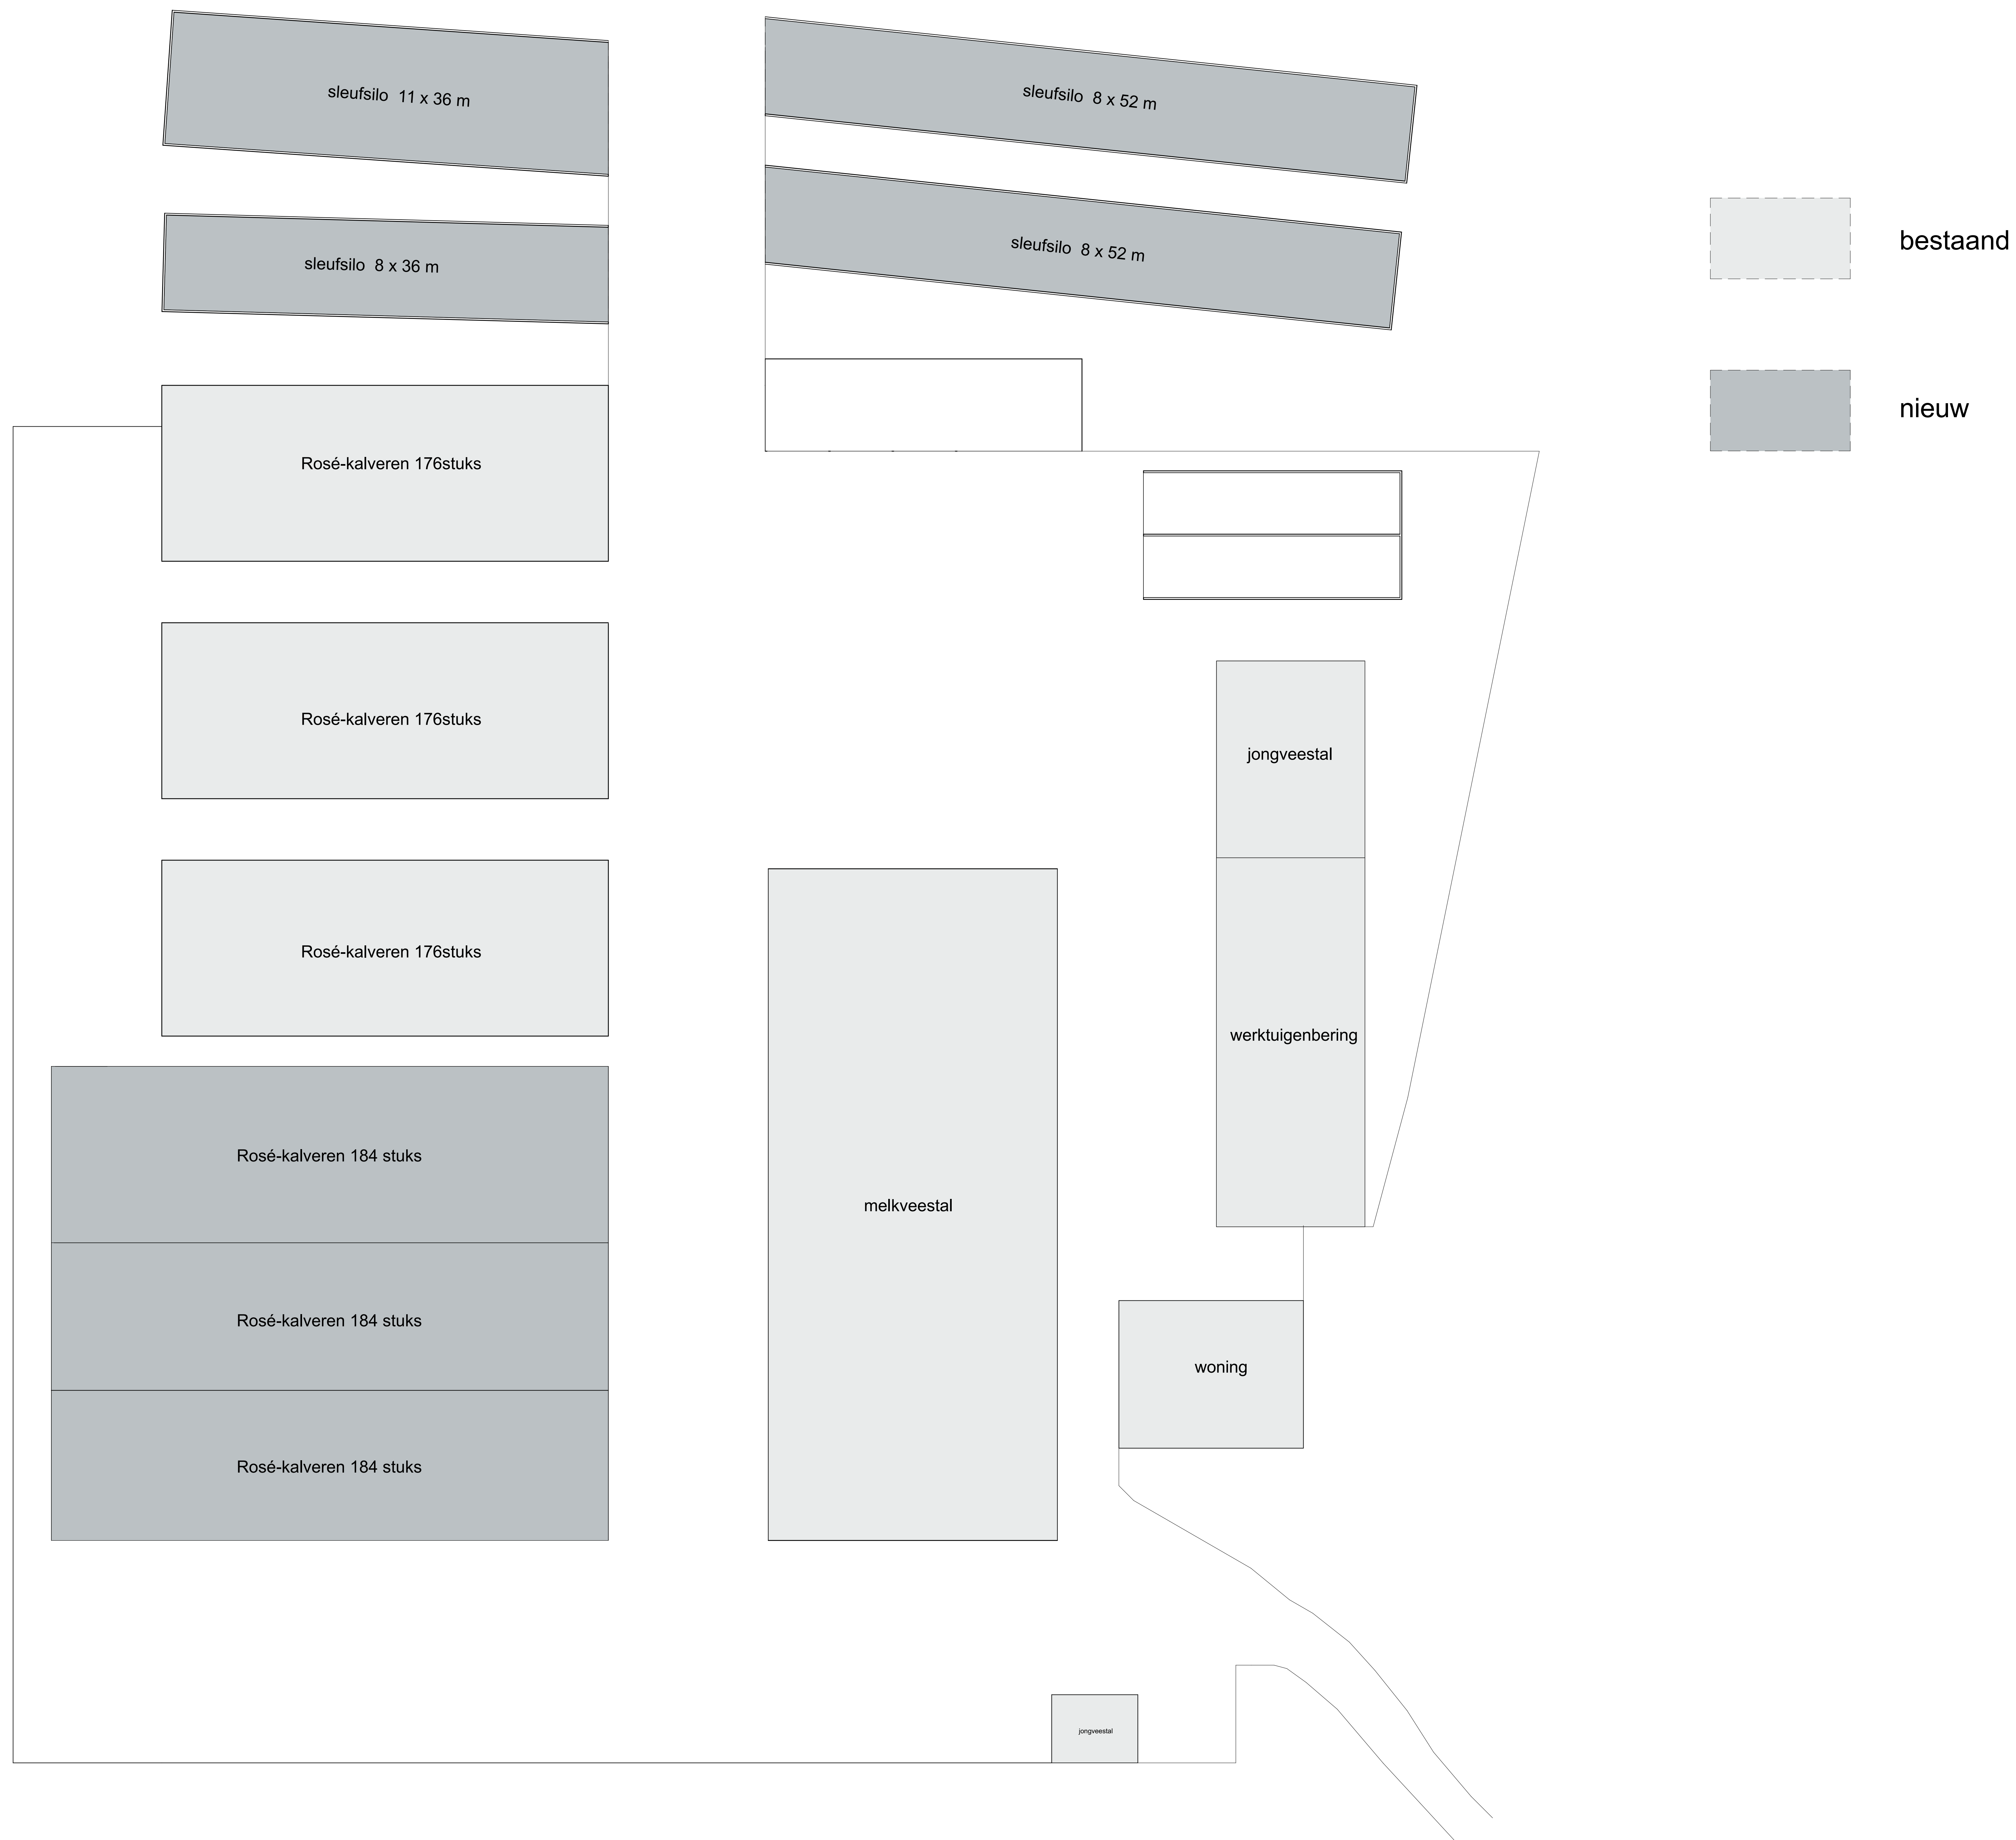 sleufsilo 11 x 36 m
sleufsilo 8 x 52 m
sleufsilo 8 x 36 m
sleufsilo 8 x 52 m
bestaand
nieuw
Rosé-kalveren 176stuks
Rosé-kalveren 176stuks
jongveestal
Rosé-kalveren 176stuks
werktuigenbering
Rosé-kalveren 184 stuks
melkveestal
Rosé-kalveren 184 stuks
woning
Rosé-kalveren 184 stuks
jongveestal